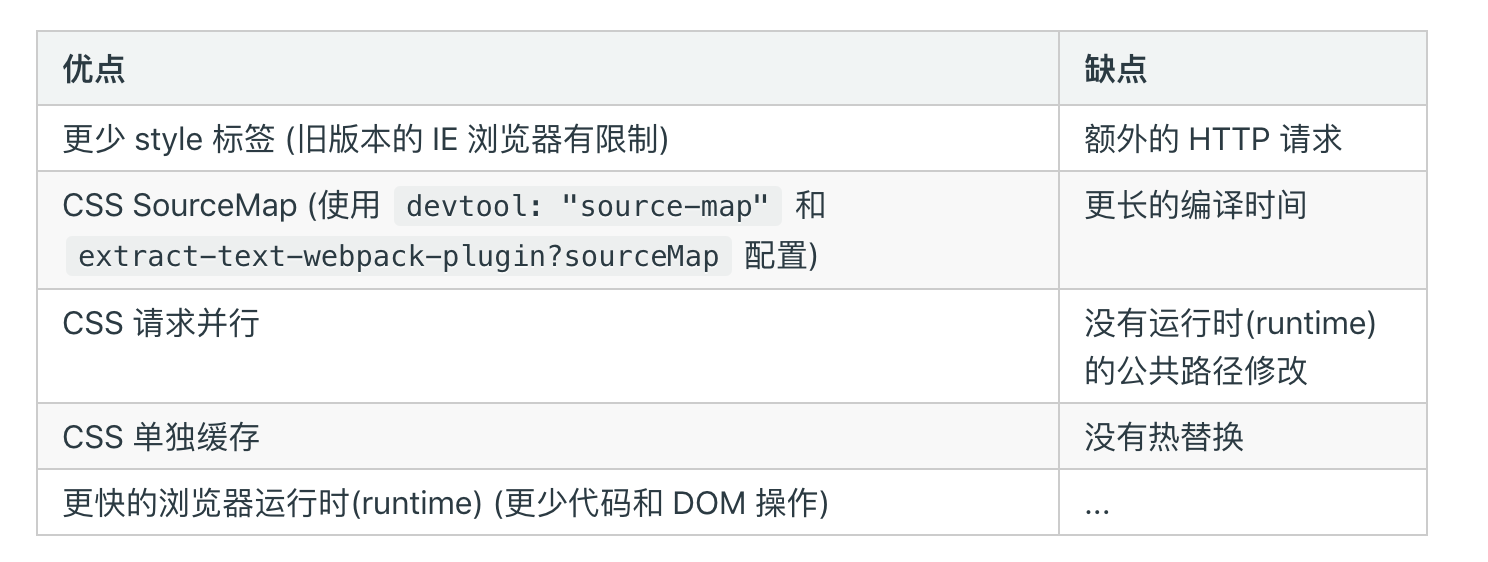 优点
缺点
更少 style 标签 (旧版本的 IE 浏览器有限制)
额外的 HTTP 请求
CSS SourceMap (使用 devtool: "source-map" 和
extract-text-webpack-plugin?sourceMap 配置)
更长的编译时间
CSS 请求并行
没有运行时(runtime)
的公共路径修改
CSS 单独缓存
没有热替换
更快的浏览器运行时(runtime) (更少代码和 DOM 操作)
...